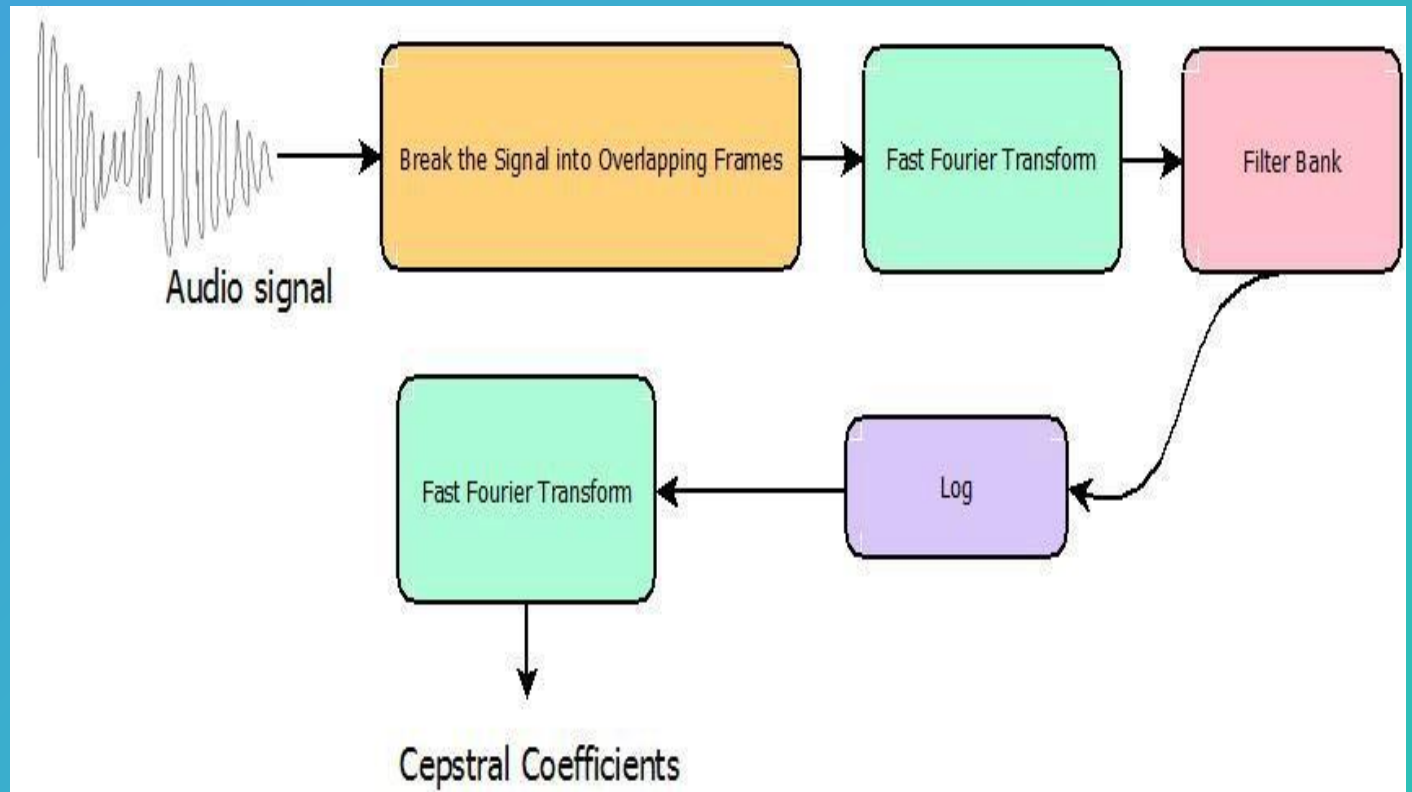 Audio signal
Break the Signal into Overlapping Frames
Fast Fourier Transform
Filter Bank
Log
Fast Fourier Transform
Cepstral Coefficients